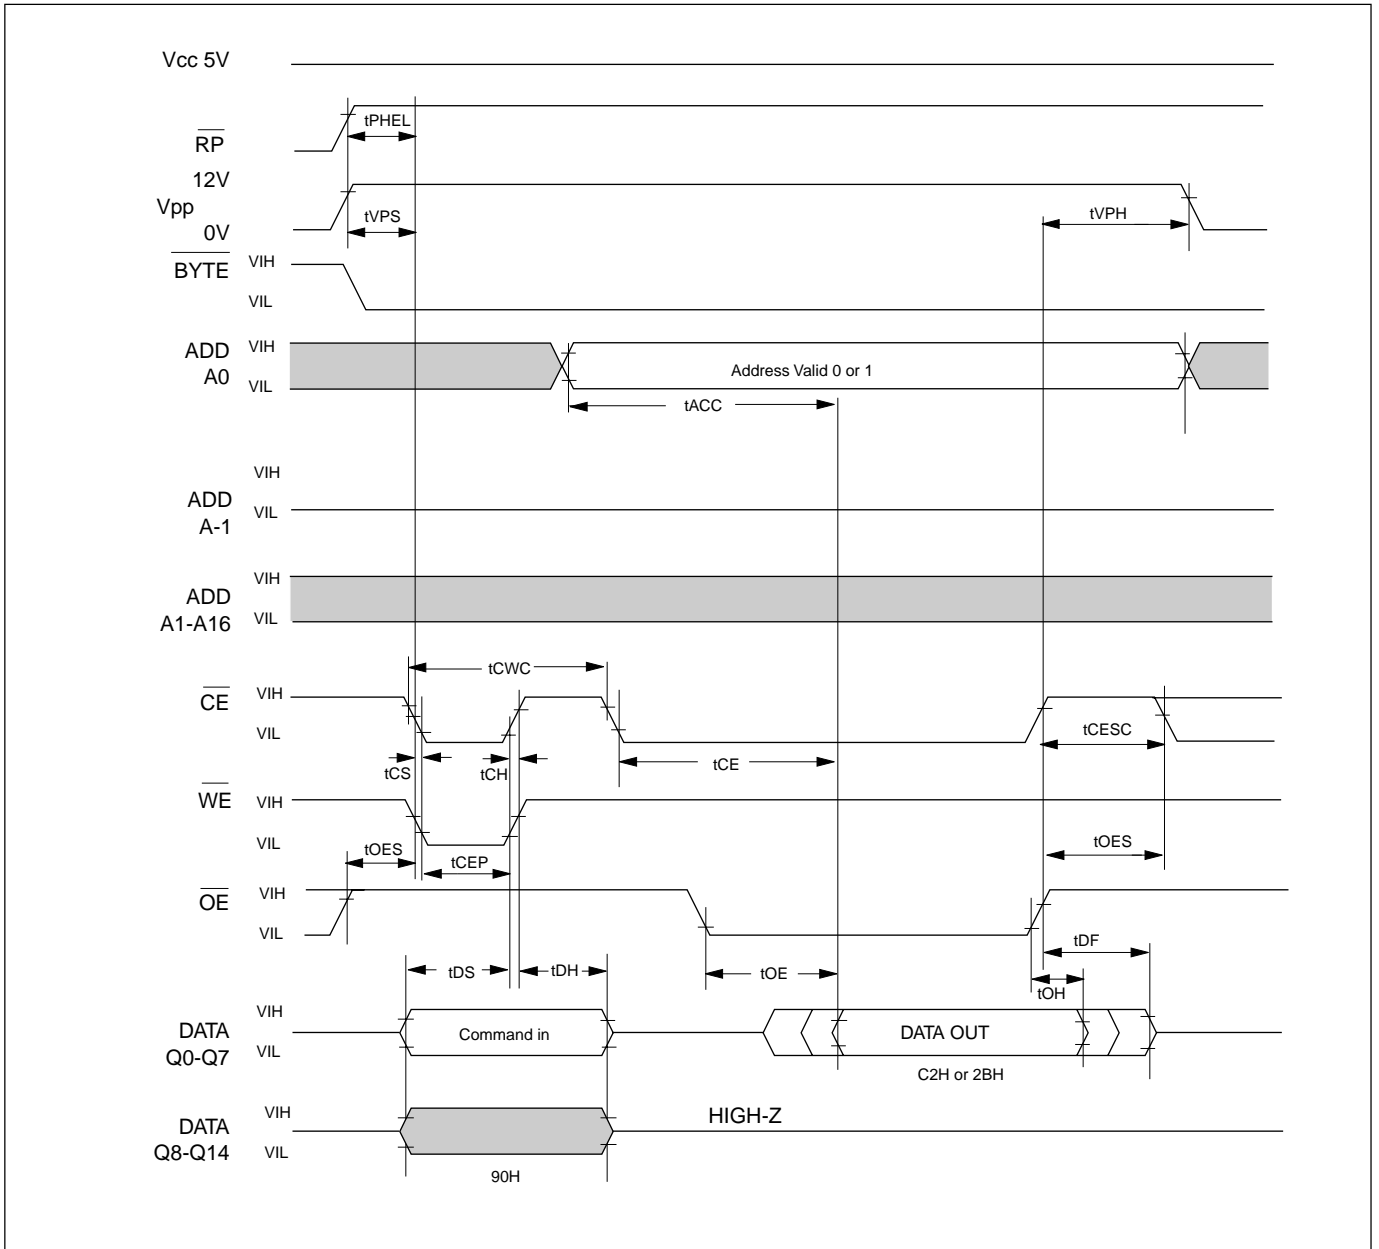 Vcc 5V
tPHEL
RP
12V
Vpp
tVPS
tVPH
0V
BYTE VIH
VIL
ADD VIH
A0 VIL
Address Valid 0 or 1
tACC
VIH
ADD VIL
A-1
VIH
ADD
A1-A16 VIL
tCWC
CE VIH
VIL
tCESC
tCS
tCH
tCE
WE VIH
VIL
tOES
tCEP
tOES
OE VIH
VIL
tDF
tDS
tDH
tOE
tOH
VIH
DATA Command in DATA OUT
Q0-Q7 VIL
C2H or 2BH
VIH HIGH-Z
DATA
Q8-Q14 VIL
90H